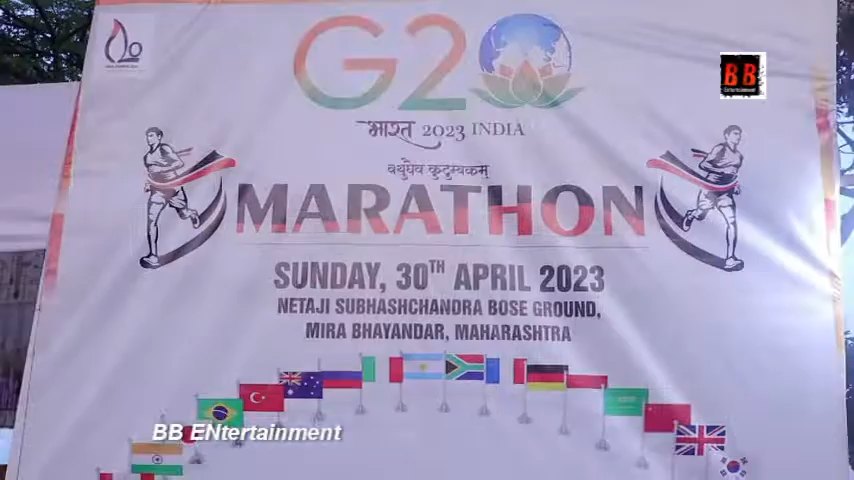 G20
भारत 2023 INDIA
वसुधैव कुटुम्बकम्
MARATHON
SUNDAY, 30TH APRIL 2023
NETAJI SUBHASHCHANDRA BOSE GROUND,
MIRA BHAYANDAR, MAHARASHTRA
BB
Entertainment
BB ENtertainment